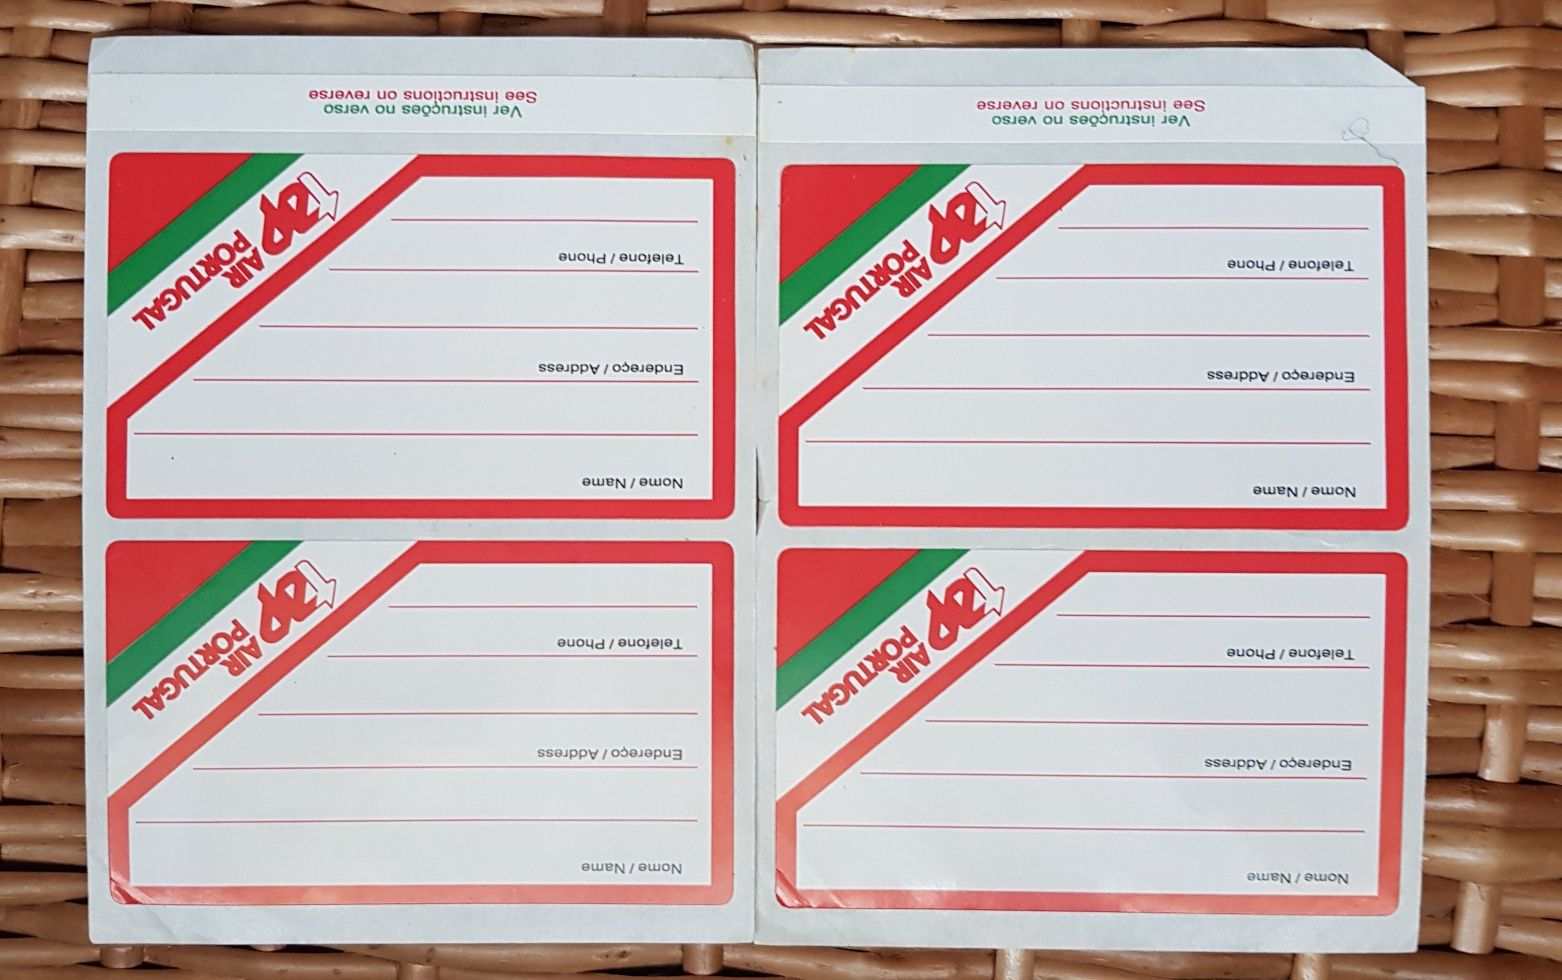 Nome / Name
Endereço / Address
Telefone / Phone
TAP
AIR
PORTUGAL
Nome / Name
Endereço / Address
Telefone / Phone
TAP
AIR
PORTUGAL
Nome / Name
Endereço / Address
Telefone / Phone
TAP
AIR
PORTUGAL
Nome / Name
Endereço / Address
Telefone / Phone
TAP
AIR
PORTUGAL
Ver instruções no verso
See instructions on reverse
Ver instruções no verso
See instructions on reverse